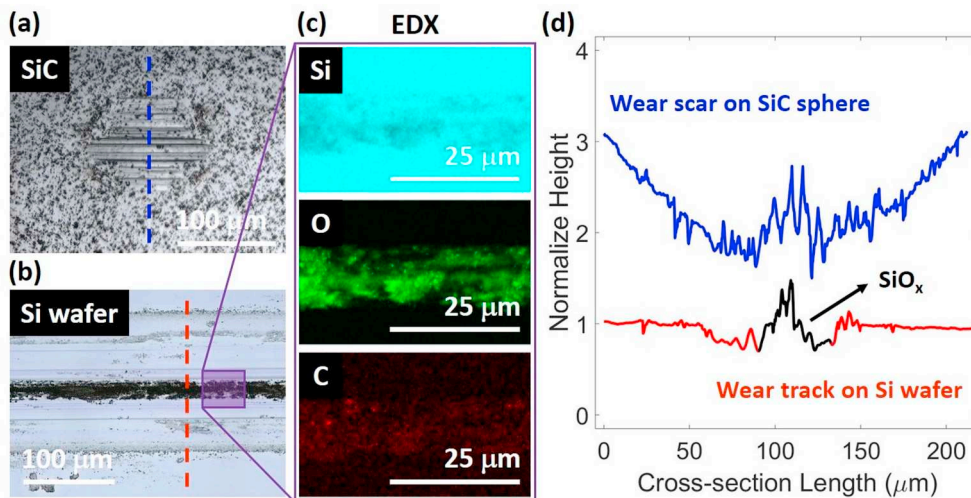 (a)
SiC
100 μm
(b)
Si wafer
100 μm
(c)
EDX
Si
25 μm
O
25 μm
C
25 μm
(d)
Normalize Height
4
3
2
1
0
Wear scar on SiC sphere
SiOx
Wear track on Si wafer
0 50 100 150 200
Cross-section Length (μm)